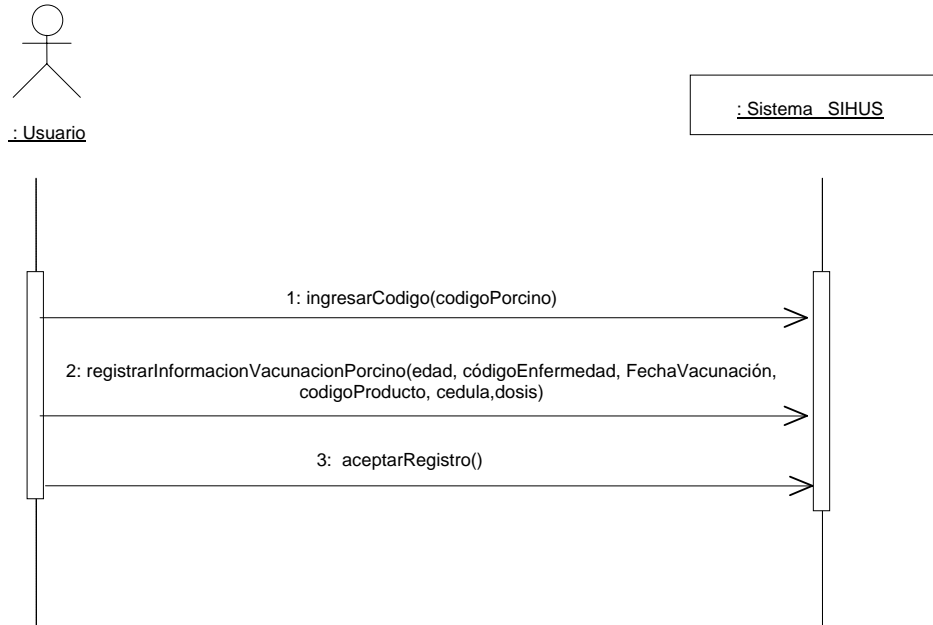 : Usuario
: Sistema SIHUS
1: ingresarCodigo(codigoPorcino)
2: registrarInformacionVacunacionPorcino(edad, códigoEnfermedad, FechaVacunación,
codigoProducto, cedula,dosis)
3: aceptarRegistro()